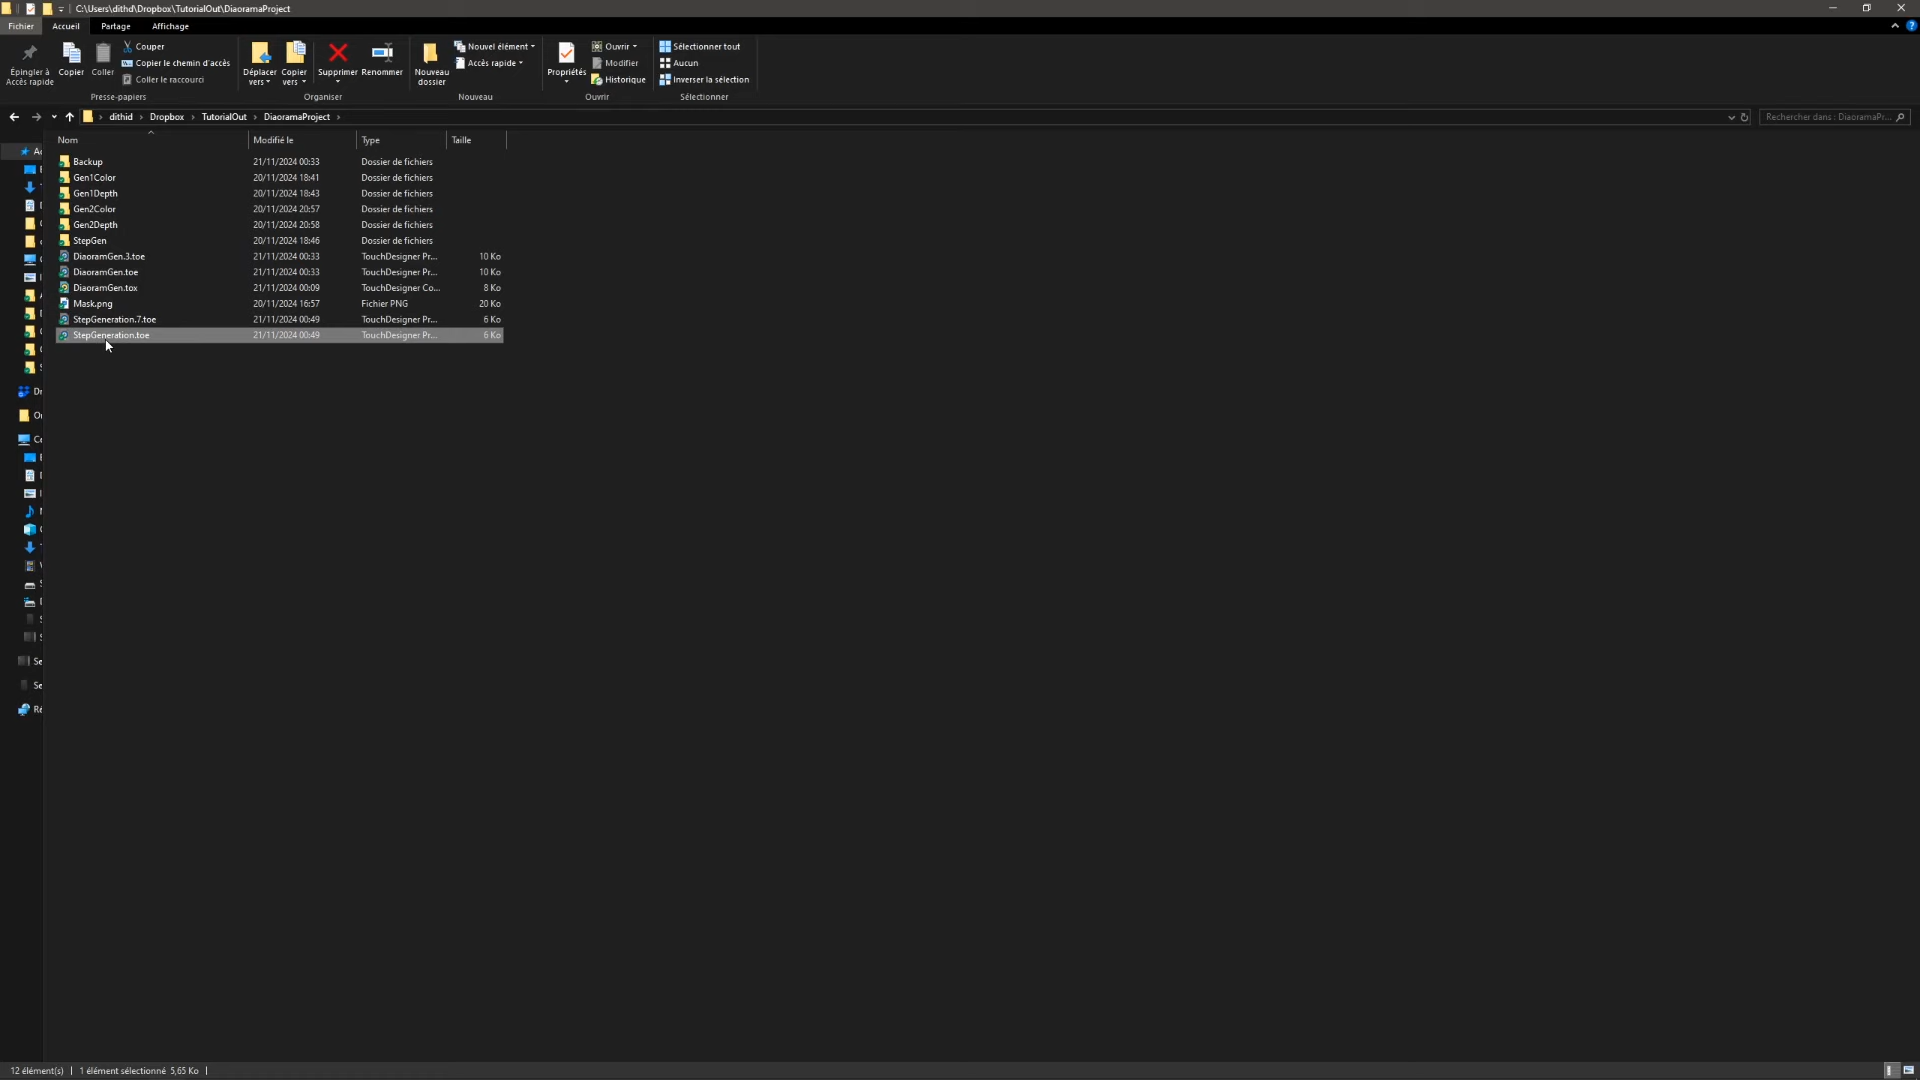 C:\Users\dithd\Dropbox\TutorialOut\DiaoramaProject
Fichier Accueil Partage Affichage
Épingler à Accès rapide
Copier
Coller
Couper
Copier le chemin d'accès
Coller le raccourci
Presse-papiers
Déplacer vers
Copier vers
Supprimer
Renommer
Organiser
Nouveau dossier
Nouvel élément
Accès rapide
Nouveau
Propriétés
Ouvrir
Modifier
Historique
Ouvrir
Sélectionner tout
Aucun
Inverser la sélection
Sélectionner
dithid > Dropbox > TutorialOut > DiaoramaProject >
Rechercher dans : DiaoramaPr...
Nom Modifié le Type Taille
Backup 21/11/2024 00:33 Dossier de fichiers
Gen1Color 20/11/2024 18:41 Dossier de fichiers
Gen1Depth 20/11/2024 18:43 Dossier de fichiers
Gen2Color 20/11/2024 20:57 Dossier de fichiers
Gen2Depth 20/11/2024 20:58 Dossier de fichiers
StepGen 20/11/2024 18:46 Dossier de fichiers
DiaoramGen.3.toe 21/11/2024 00:33 TouchDesigner Pr... 10 Ko
DiaoramGen.toe 21/11/2024 00:33 TouchDesigner Pr... 10 Ko
DiaoramGen.tox 21/11/2024 00:09 TouchDesigner Co... 8 Ko
Mask.png 20/11/2024 16:57 Fichier PNG 20 Ko
StepGeneration.7.toe 21/11/2024 00:49 TouchDesigner Pr... 6 Ko
StepGeneration.toe 21/11/2024 00:49 TouchDesigner Pr... 6 Ko
12 élément(s) | 1 élément sélectionné 5,65 Ko |